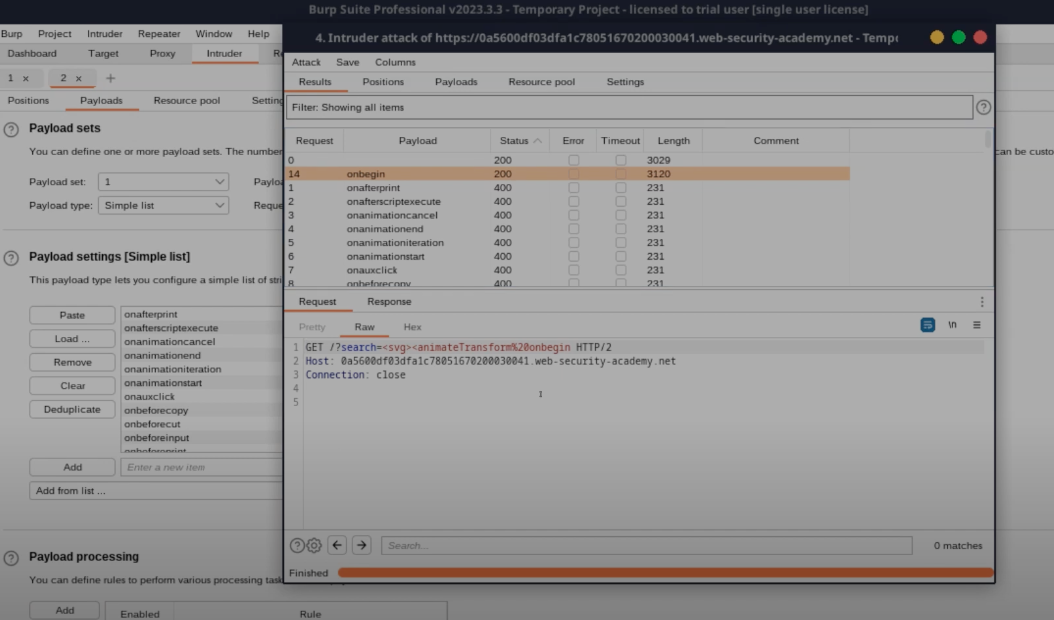 Burp Suite Professional v2023.3.3 - Temporary Project - licensed to trial user [single user license]
Burp Project Intruder Repeater Window Help
Dashboard Target Proxy Intruder
1 x 2 x +
Positions Payloads Resource pool
Payload sets
You can define one or more payload sets. The number
can be
Payload set: 1
Payload type: Simple list
Payload settings [Simple list]
This payload type lets you configure a simple list of
Paste
Load ...
Remove
Clear
Deduplicate
Add
onafterprint
onafterscriptexecute
onanimationcancel
onanimationend
onanimationiteration
onanimationstart
onauxclick
onbeforecopy
onbeforecut
onbeforeinput
onbeforeprint
Enter a new item
Add from list ...
Payload processing
You can define rules to perform various processing
Add
Enabled Rule
4. Intruder attack of https://0a5600df03dfa1c78051670200030041.web-security-academy.net -
Attack Save Columns
Results Positions Payloads Resource pool Settings
Filter: Showing all items
?
Request Payload Status Error Timeout Length Comment
0 200 3029
14 onbegin 200 3120
1 onafterprint 400 231
2 onafterscriptexecute 400 231
3 onanimationcancel 400 231
4 onanimationend 400 231
5 onanimationiteration 400 231
6 onanimationstart 400 231
7 onauxclick 400 231
8 onbeforecopy 400 231
Request Response
Pretty Raw Hex
\n
1 GET /?search=<svg><animateTransform%20onbegin HTTP/2
2 Host: 0a5600df03dfa1c78051670200030041.web-security-academy.net
3 Connection: close
4
5
Search...
0 matches
Finished